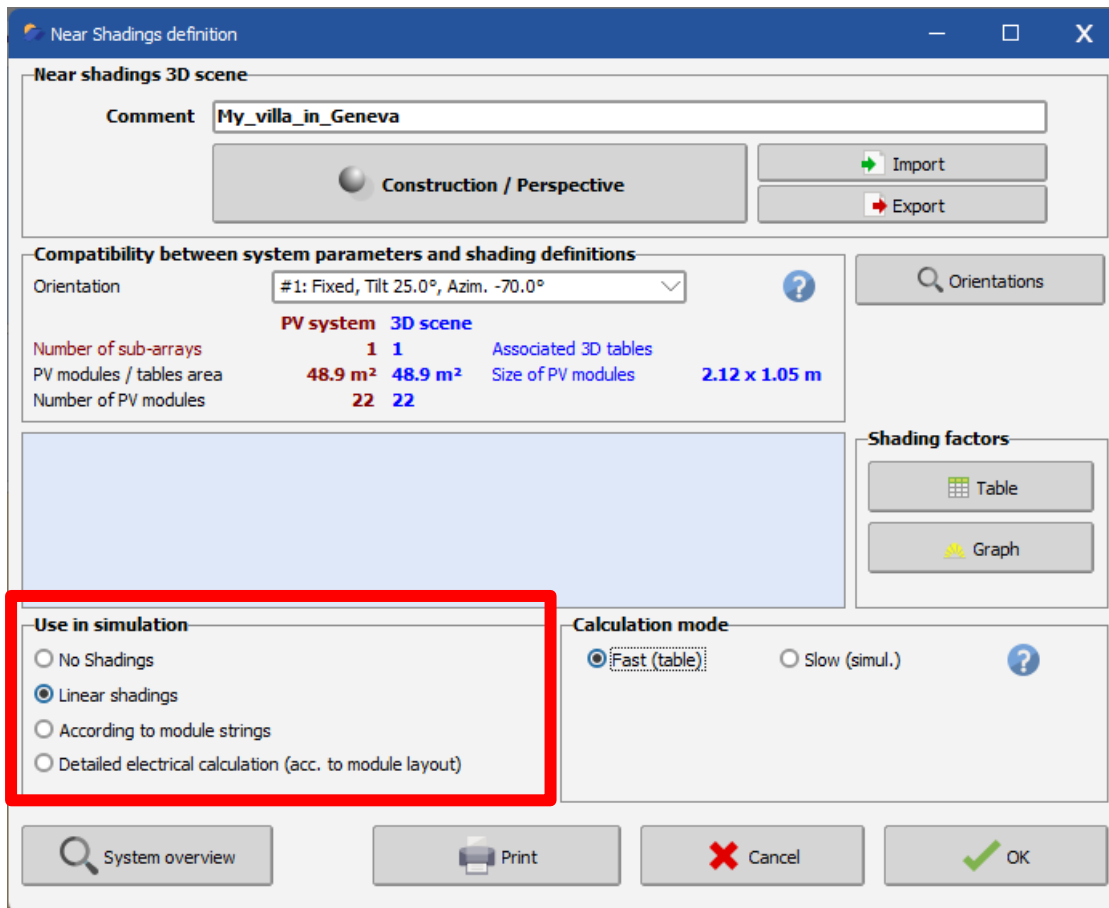 Near Shadings definition
Near shadings 3D scene
Comment My_villa_in_Geneva
Construction / Perspective
Import
Export
Compatibility between system parameters and shading definitions
Orientation #1: Fixed, Tilt 25.0°, Azim. -70.0° ?
Orientations
PV system 3D scene
Number of sub-arrays 1 1 Associated 3D tables
PV modules / tables area 48.9 m² 48.9 m² Size of PV modules 2.12 x 1.05 m
Number of PV modules 22 22
Shading factors
Table
Graph
Use in simulation
No Shadings
Linear shadings
According to module strings
Detailed electrical calculation (acc. to module layout)
Calculation mode
Fast (table) Slow (simul.) ?
System overview Print Cancel OK